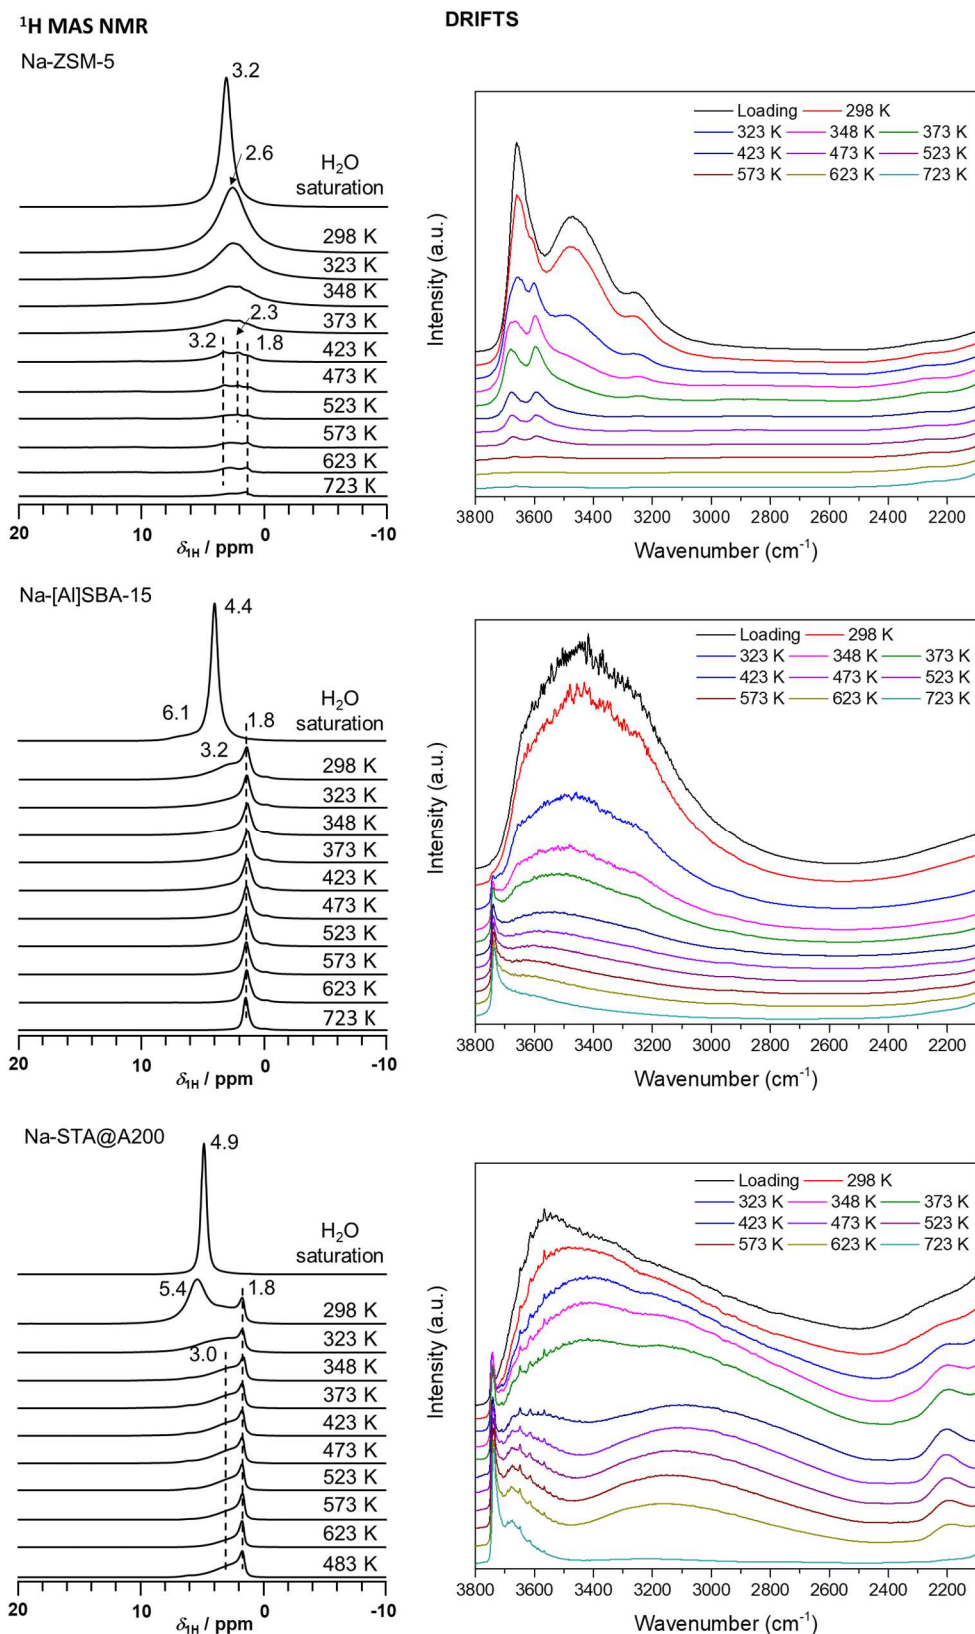 ¹H MAS NMR
DRIFTS
Na-ZSM-5
3.2
2.6
H₂O
saturation
298 K
323 K
348 K
2.3
373 K
3.2
1.8
423 K
473 K
523 K
573 K
623 K
723 K
20 10 0 -10
δ1H / ppm
Intensity (a.u.)
Loading 298 K
323 K 348 K 373 K
423 K 473 K 523 K
573 K 623 K 723 K
3800 3600 3400 3200 3000 2800 2600 2400 2200
Wavenumber (cm⁻¹)
Na-[Al]SBA-15
4.4
H₂O
saturation
6.1
1.8
3.2
298 K
323 K
348 K
373 K
423 K
473 K
523 K
573 K
623 K
723 K
20 10 0 -10
δ1H / ppm
Intensity (a.u.)
Loading 298 K
323 K 348 K 373 K
423 K 473 K 523 K
573 K 623 K 723 K
3800 3600 3400 3200 3000 2800 2600 2400 2200
Wavenumber (cm⁻¹)
Na-STA@A200
4.9
H₂O
saturation
5.4
1.8
298 K
323 K
3.0
348 K
373 K
423 K
473 K
523 K
573 K
623 K
483 K
20 10 0 -10
δ1H / ppm
Intensity (a.u.)
Loading 298 K
323 K 348 K 373 K
423 K 473 K 523 K
573 K 623 K 723 K
3800 3600 3400 3200 3000 2800 2600 2400 2200
Wavenumber (cm⁻¹)